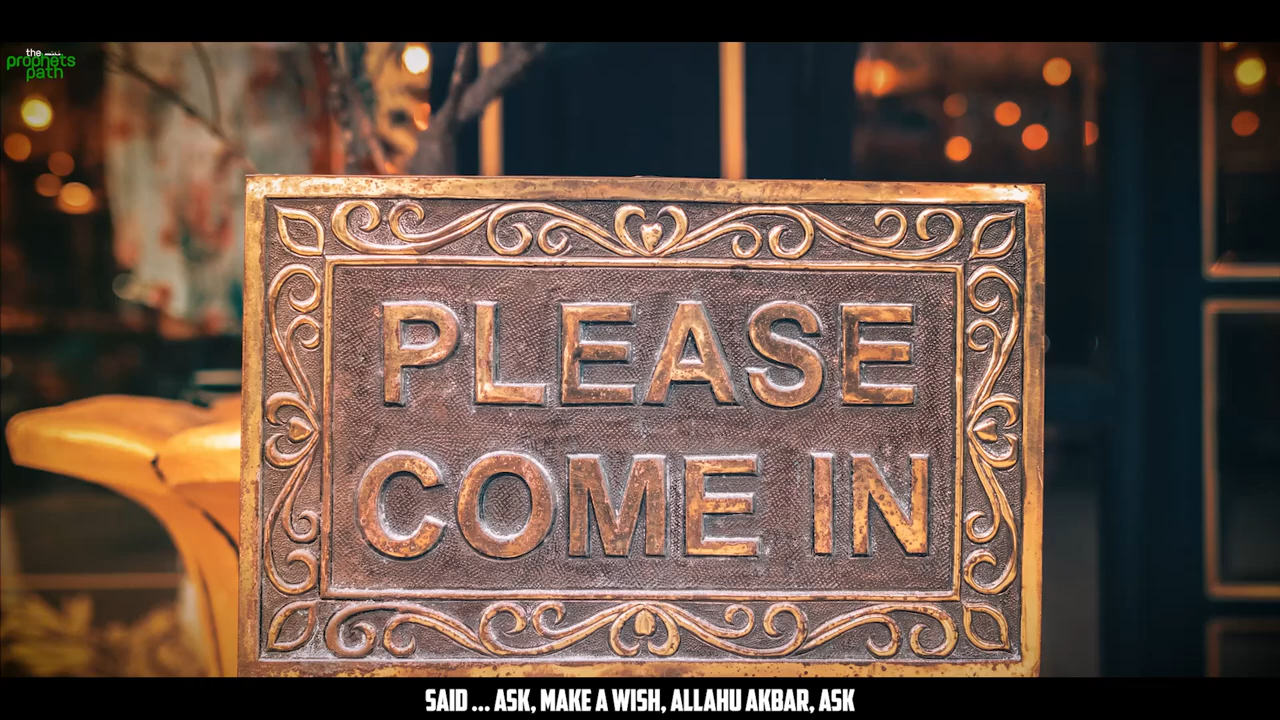 the
prophets
path
PLEASE
COME IN
SAID ... ASK, MAKE A WISH, ALLAHU AKBAR, ASK